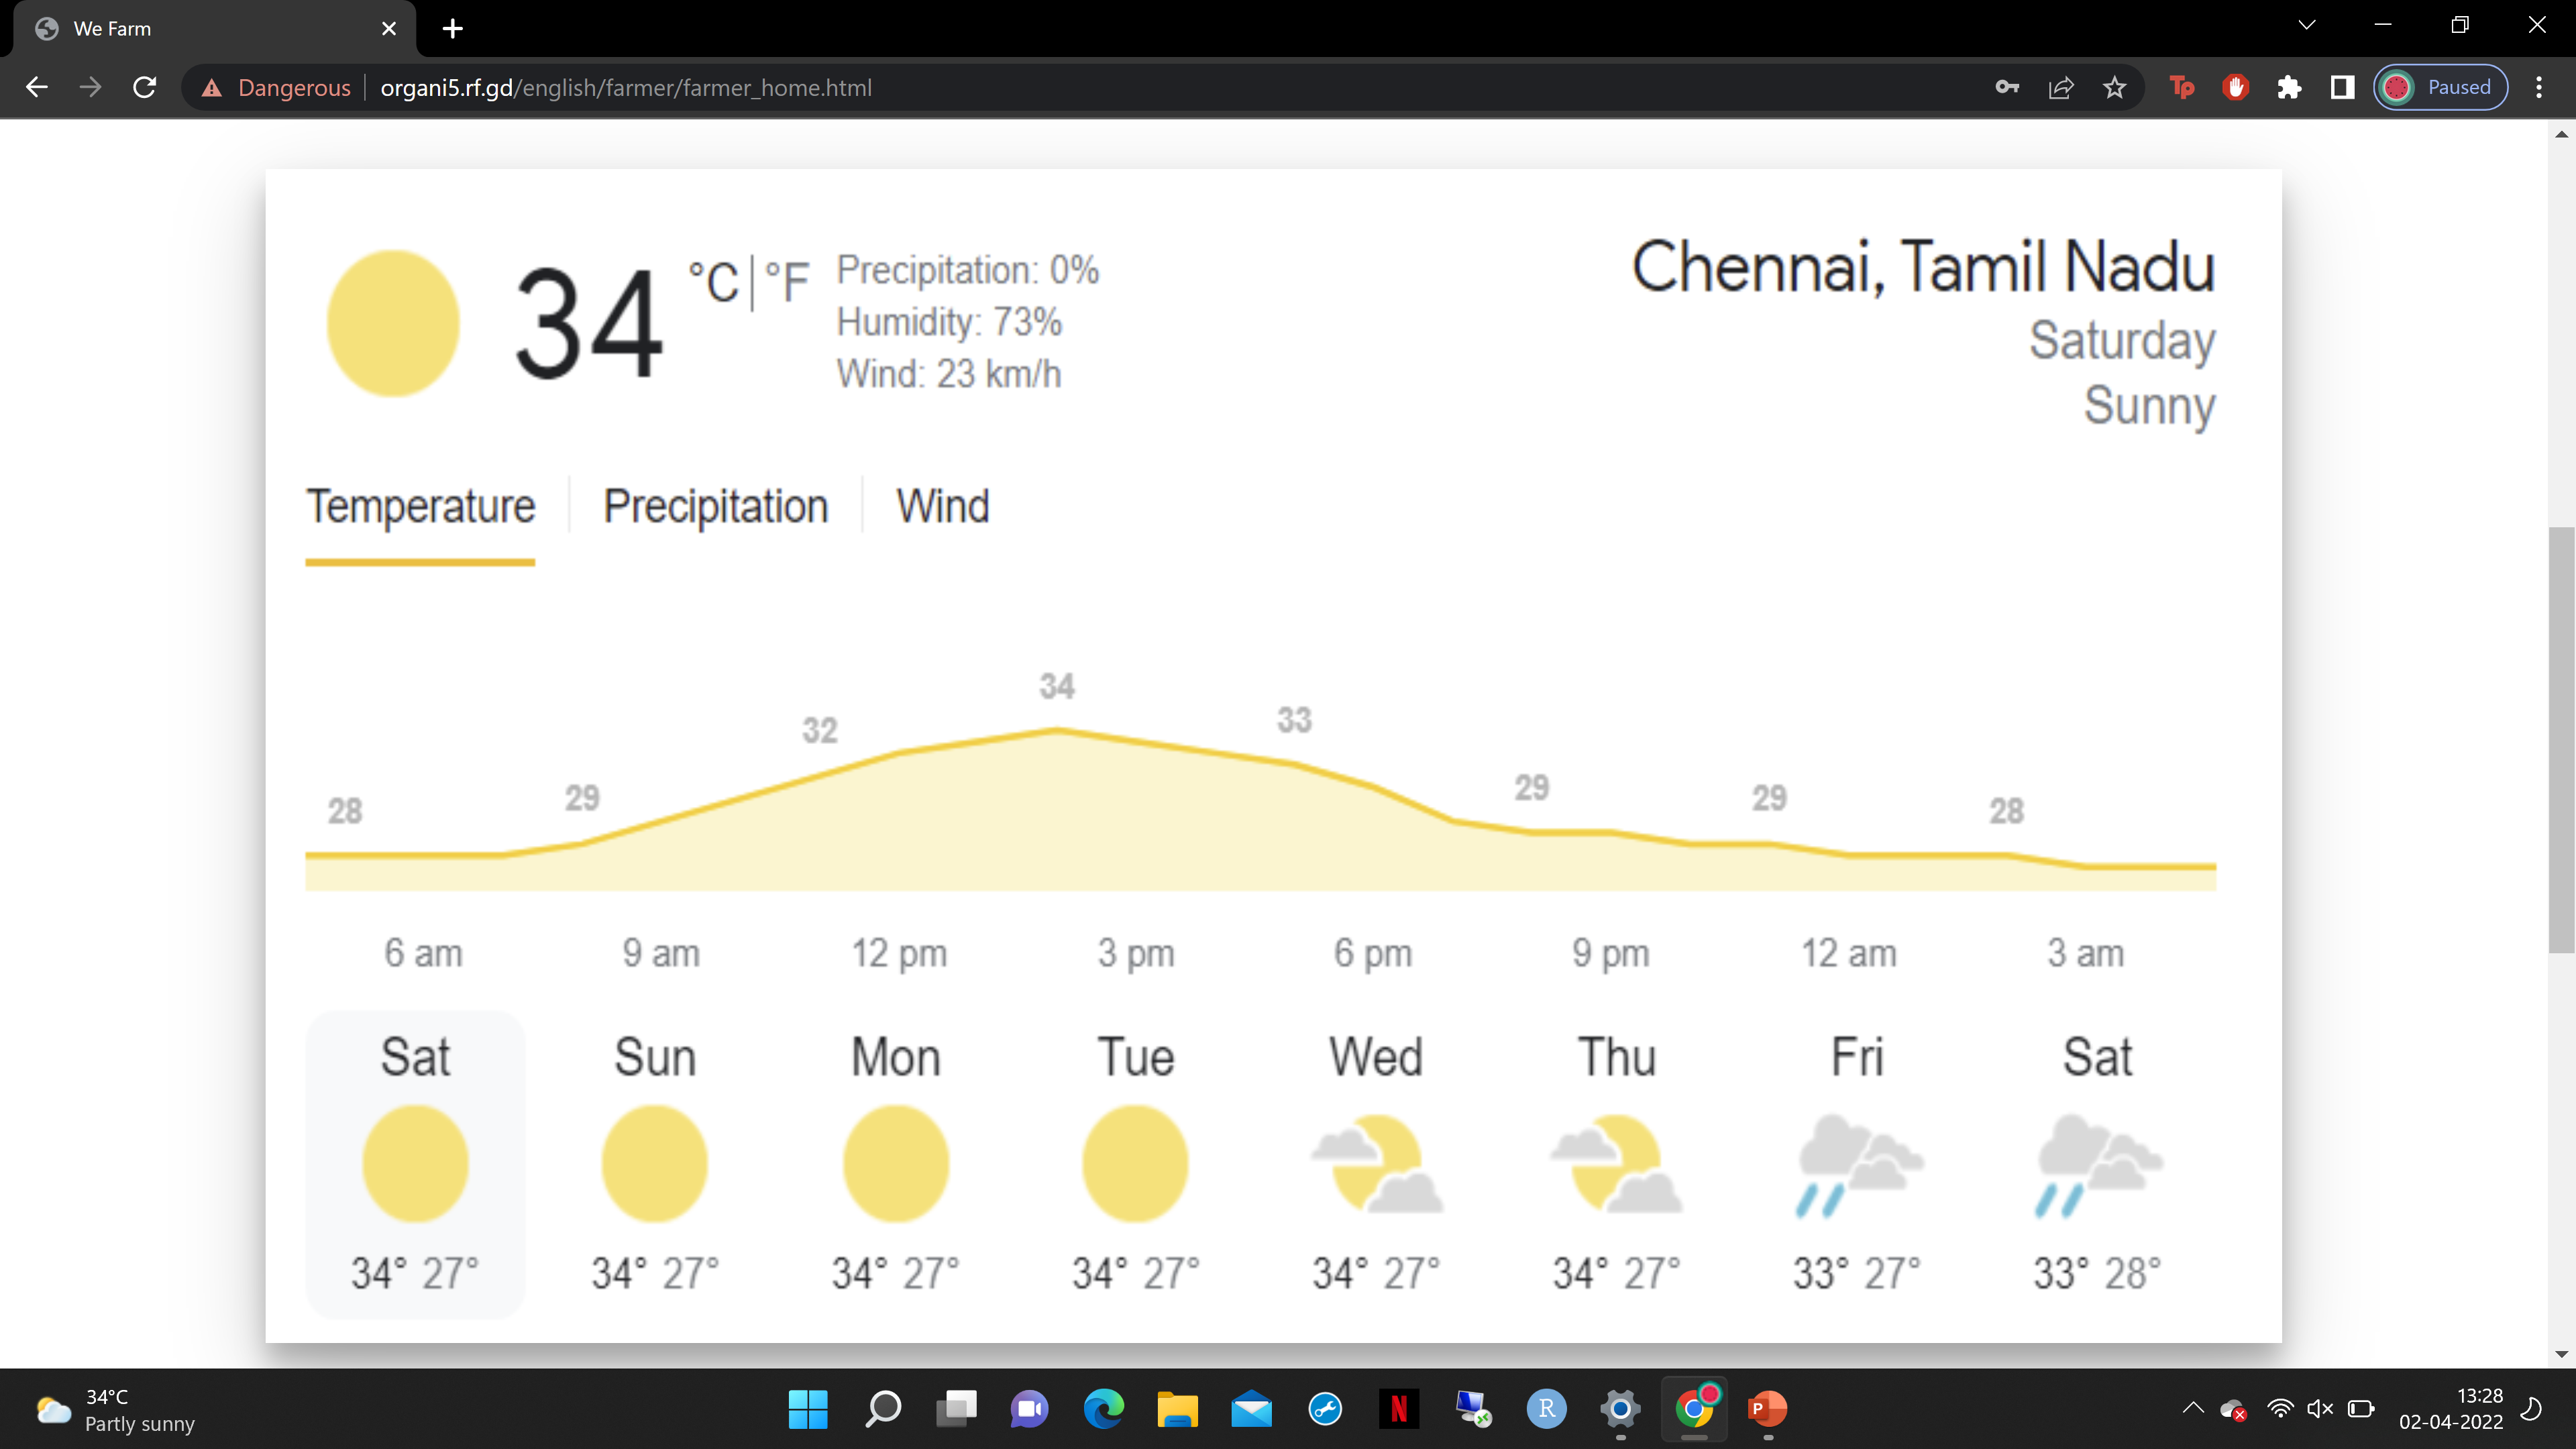 We Farm
Dangerous organi5.rf.gd/english/farmer/farmer_home.html
Tp
Paused
34 °C | °F
Precipitation: 0%
Humidity: 73%
Wind: 23 km/h
Chennai, Tamil Nadu
Saturday
Sunny
Temperature Precipitation Wind
28 29 32 34 33 29 29 28
6 am 9 am 12 pm 3 pm 6 pm 9 pm 12 am 3 am
Sat Sun Mon Tue Wed Thu Fri Sat
34° 27° 34° 27° 34° 27° 34° 27° 34° 27° 34° 27° 33° 27° 33° 28°
34°C
Partly sunny
N
R
P
13:28
02-04-2022